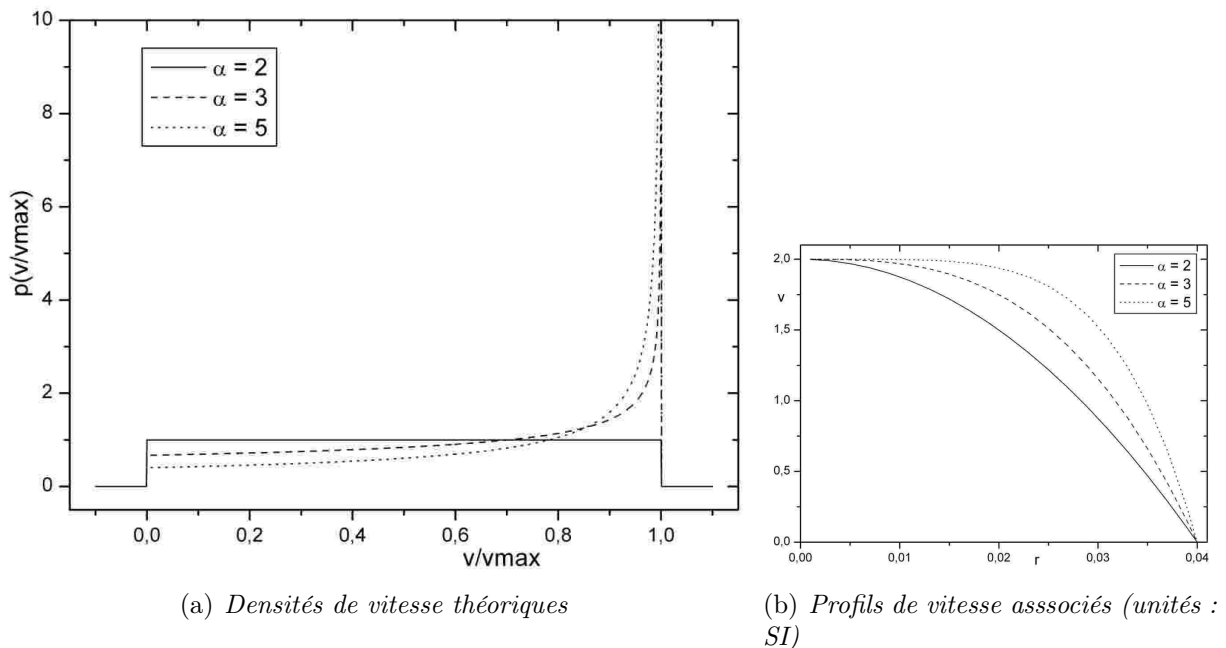 10
8
6
4
2
0
p(v/vmax)
α = 2
α = 3
α = 5
0,0
0,2
0,4
0,6
0,8
1,0
v/vmax
2,0
1,5
1,0
0,5
0,0
v
α = 2
α = 3
α = 5
0,00
0,01
0,02
0,03
0,04
r
(a) Densités de vitesse théoriques
(b) Profils de vitesse asssociés (unités :
SI)